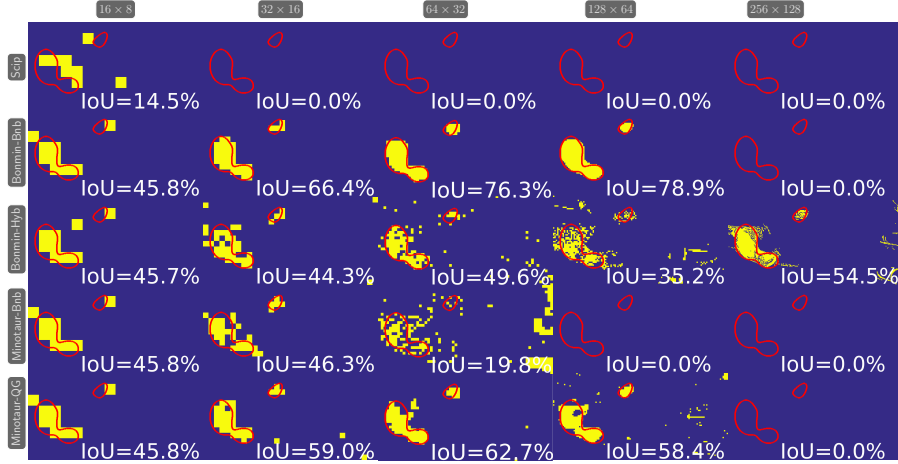 16 × 8 32 × 16 64 × 32 128 × 64 256 × 128
Scip
IoU=14.5% IoU=0.0% IoU=0.0% IoU=0.0% IoU=0.0%
Bonmin-Bnb
IoU=45.8% IoU=66.4% IoU=76.3% IoU=78.9% IoU=0.0%
Bonmin-Hyb
IoU=45.7% IoU=44.3% IoU=49.6% IoU=35.2% IoU=54.5%
Minotaur-Bnb
IoU=45.8% IoU=46.3% IoU=19.8% IoU=0.0% IoU=0.0%
Minotaur-QG
IoU=45.8% IoU=59.0% IoU=62.7% IoU=58.4% IoU=0.0%